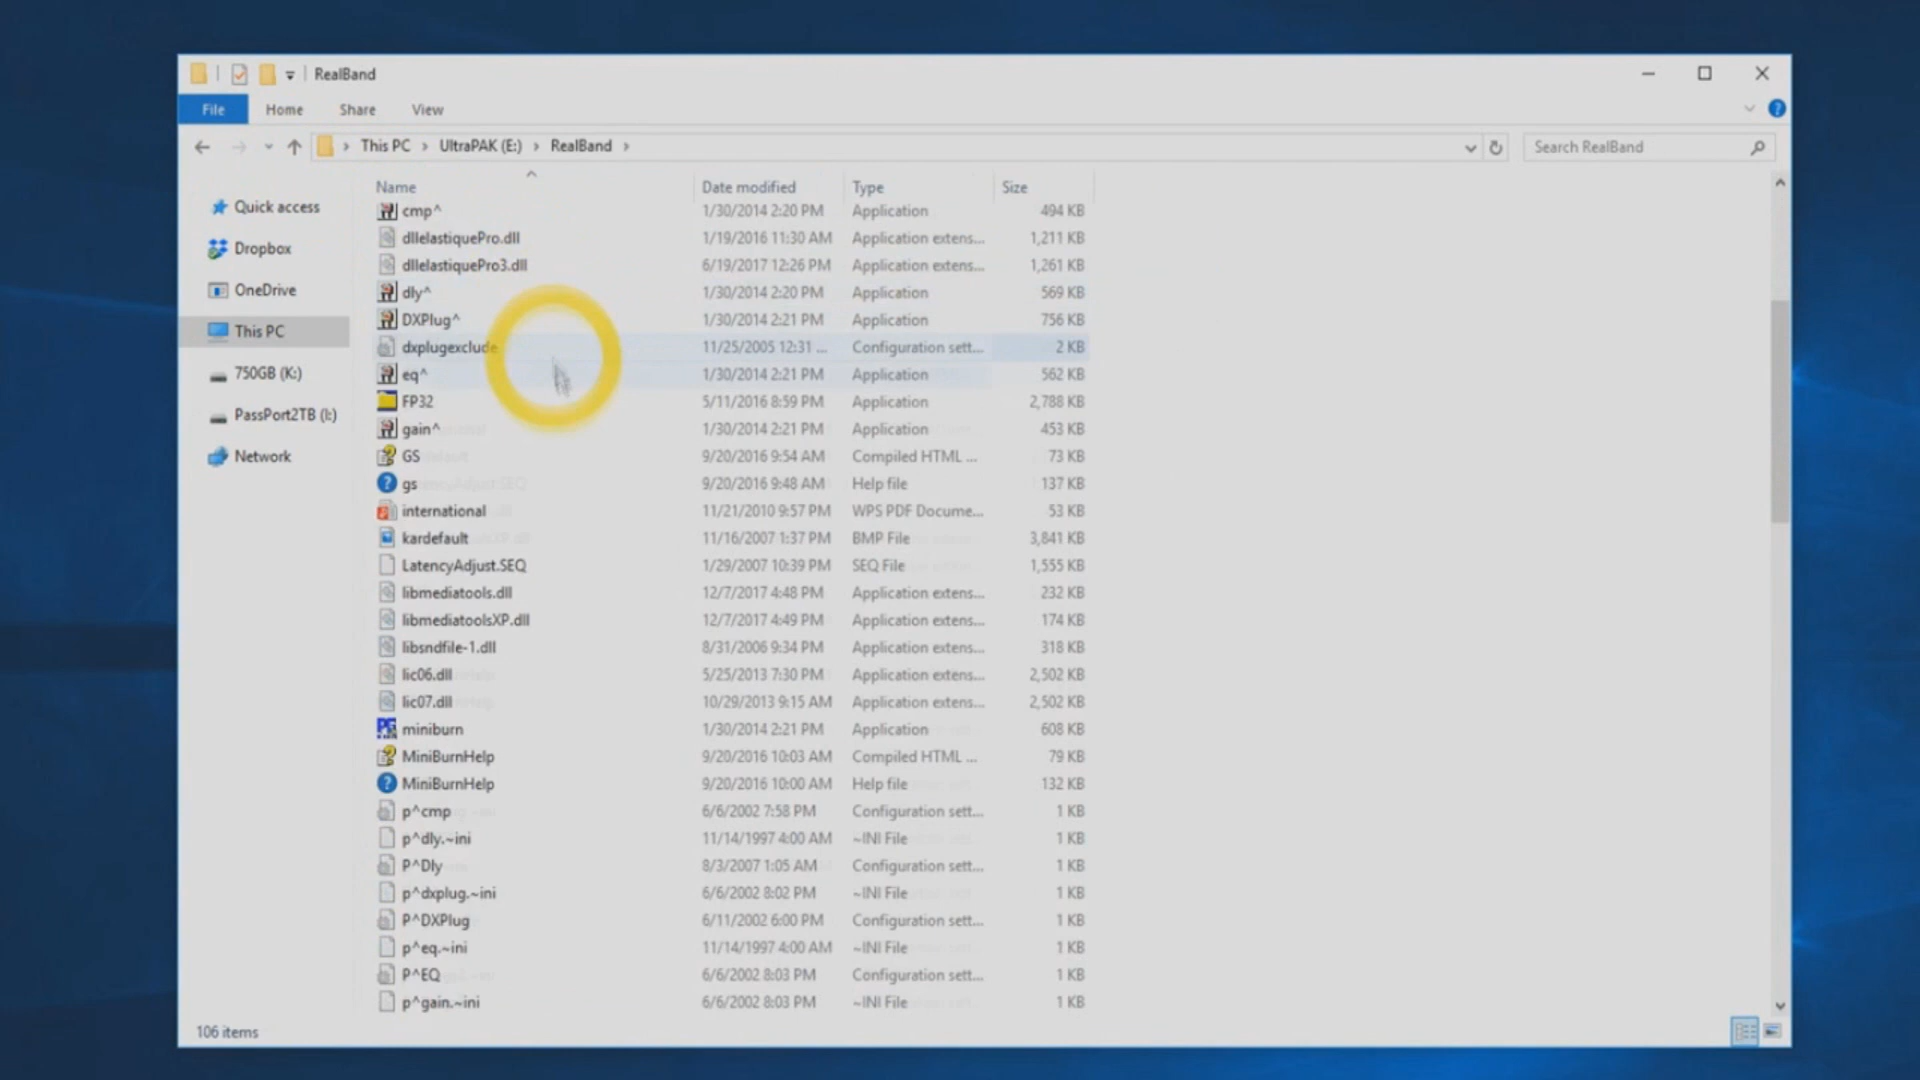 RealBand
File Home Share View
This PC UltraPAK (E:) RealBand Search RealBand
Quick access
Dropbox
OneDrive
This PC
750GB (K:)
PassPort2TB (I:)
Network
Name Date modified Type Size
cmp^ 1/30/2014 2:20 PM Application 494 KB
dllelastiquePro.dll 1/19/2016 11:30 AM Application extens... 1,211 KB
dllelastiquePro3.dll 6/19/2017 12:26 PM Application extens... 1,261 KB
dly^ 1/30/2014 2:20 PM Application 569 KB
DXPlug^ 1/30/2014 2:21 PM Application 756 KB
dxplugexclude 11/25/2005 12:31 ... Configuration sett... 2 KB
eq^ 1/30/2014 2:21 PM Application 562 KB
FP32 5/11/2016 8:59 PM Application 2,788 KB
gain^ 1/30/2014 2:21 PM Application 453 KB
GS 9/20/2016 9:54 AM Compiled HTML ... 73 KB
gs 9/20/2016 9:48 AM Help file 137 KB
international 11/21/2010 9:57 PM WPS PDF Docume... 53 KB
kardefault 11/16/2007 1:37 PM BMP File 3,841 KB
LatencyAdjust.SEQ 1/29/2007 10:39 PM SEQ File 1,555 KB
libmediatools.dll 12/7/2017 4:48 PM Application extens... 232 KB
libmediatoolsXP.dll 12/7/2017 4:49 PM Application extens... 174 KB
libsndfile-1.dll 8/31/2006 9:34 PM Application extens... 318 KB
lic06.dll 5/25/2013 7:30 PM Application extens... 2,502 KB
lic07.dll 10/29/2013 9:15 AM Application extens... 2,502 KB
miniburn 1/30/2014 2:21 PM Application 608 KB
MiniBurnHelp 9/20/2016 10:03 AM Compiled HTML ... 79 KB
MiniBurnHelp 9/20/2016 10:00 AM Help file 132 KB
p^cmp 6/6/2002 7:58 PM Configuration sett... 1 KB
p^dly.~ini 11/14/1997 4:00 AM ~INI File 1 KB
P^Dly 8/3/2007 1:05 AM Configuration sett... 1 KB
p^dxplug.~ini 6/6/2002 8:02 PM ~INI File 1 KB
P^DXPlug 6/11/2002 6:00 PM Configuration sett... 1 KB
p^eq.~ini 11/14/1997 4:00 AM ~INI File 1 KB
P^EQ 6/6/2002 8:03 PM Configuration sett... 1 KB
p^gain.~ini 6/6/2002 8:03 PM ~INI File 1 KB
106 items